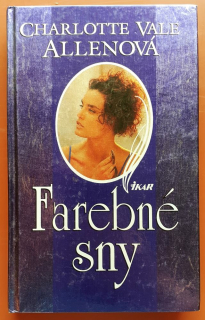 CHARLOTTE VALE
ALLENOVÁ
IKAR
Farebné
sny